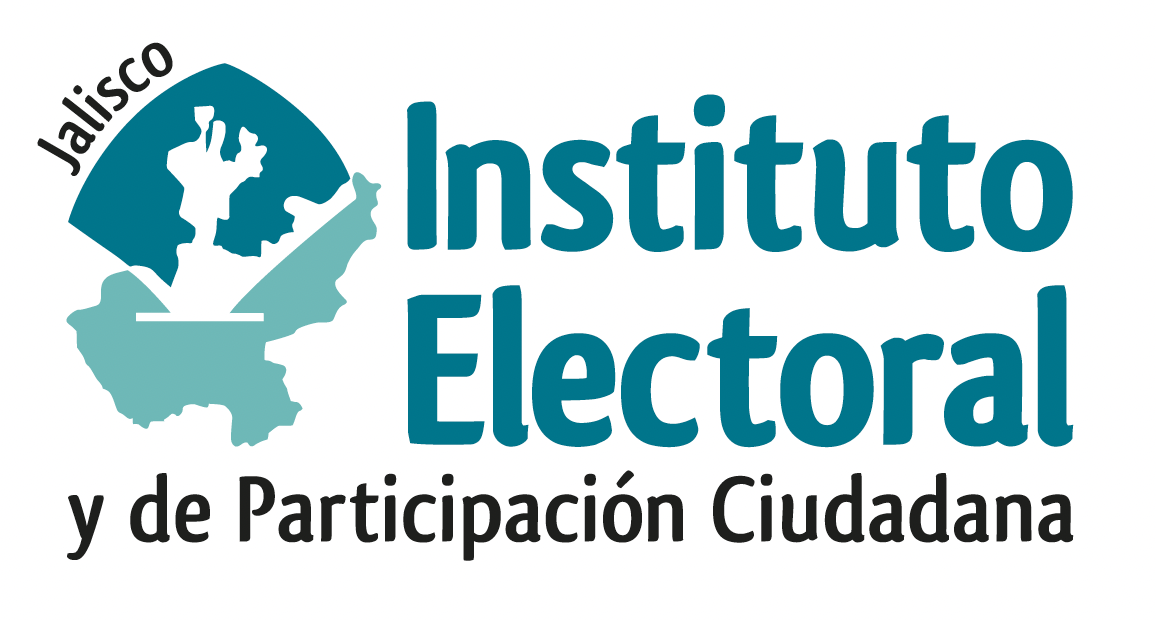 Jalisco
Instituto
Electoral
y de Participación Ciudadana